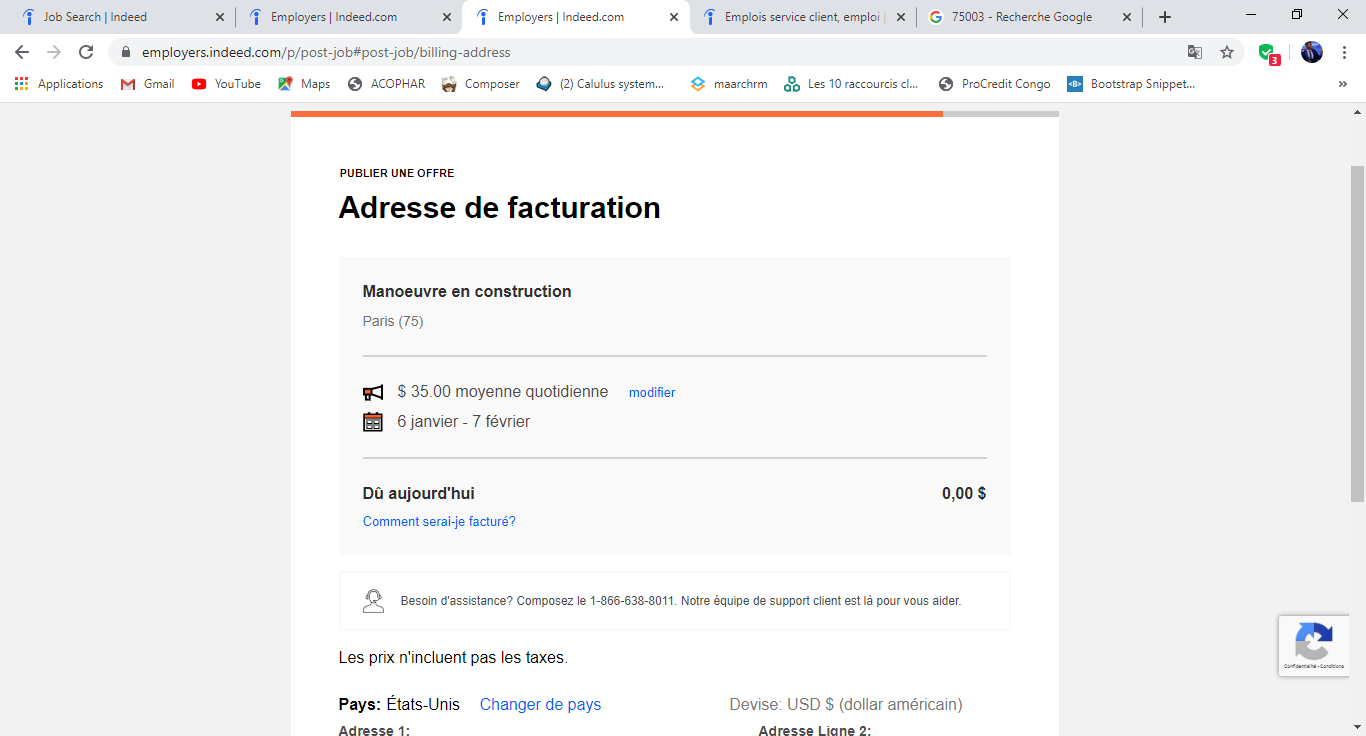 Job Search | Indeed
Employers | Indeed.com
Employers | Indeed.com
Emplois service client, emploi
75003 - Recherche Google
employers.indeed.com/p/post-job#post-job/billing-address
3
Applications
Gmail
YouTube
Maps
ACOPHAR
Composer
(2) Calulus system...
maarchrm
Les 10 raccourcis cl...
ProCredit Congo
<B>
Bootstrap Snippet...
»
PUBLIER UNE OFFRE
Adresse de facturation
Manoeuvre en construction
Paris (75)
$ 35.00 moyenne quotidienne modifier
6 janvier - 7 février
Dû aujourd'hui 0,00 $
Comment serai-je facturé?
Besoin d'assistance? Composez le 1-866-638-8011. Notre équipe de support client est là pour vous aider.
Confidentialité - Conditions
Les prix n'incluent pas les taxes.
Pays: États-Unis Changer de pays Devise: USD $ (dollar américain)
Adresse 1: Adresse Ligne 2: